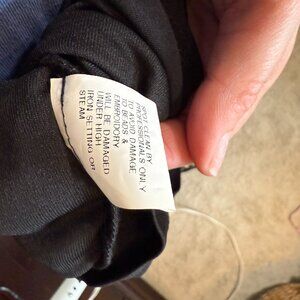 SPOT CLEAN BY
PROFESSIONALS ONLY
TO AVOID DAMAGE
TO BEADS &
EMBROIDORY
WILL BE DAMAGED
UNDER HIGH
IRON SETTING OR
STEAM